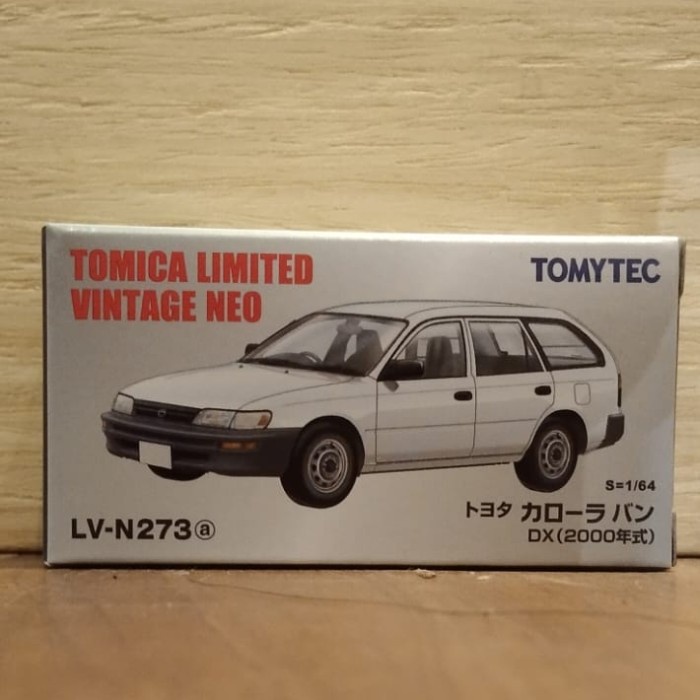 TOMICA LIMITED
VINTAGE NEO
TOMYTEC
S=1/64
トヨタ カローラ バン
DX(2000年式)
LV-N273ⓐ